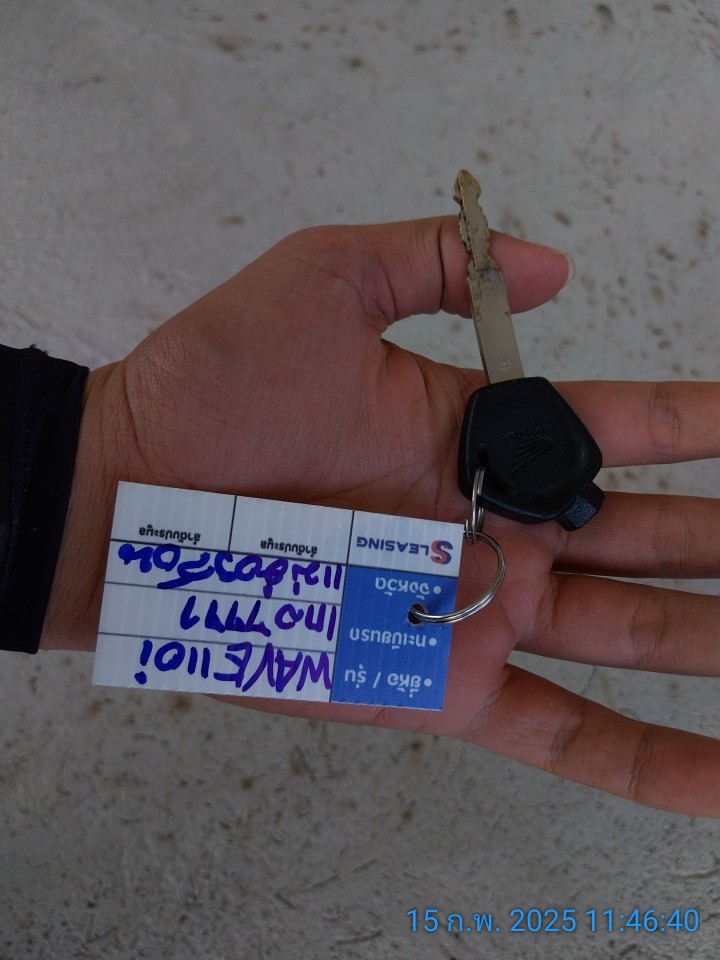 • ยี่ห้อ / รุ่น WAVE110i
• ทะเบียนรถ
• จังหวัด แม่ฮ่องสอน
SLEASING ลำดับประมูล ลำดับประมูล
15 ก.พ. 2025 11:46:40